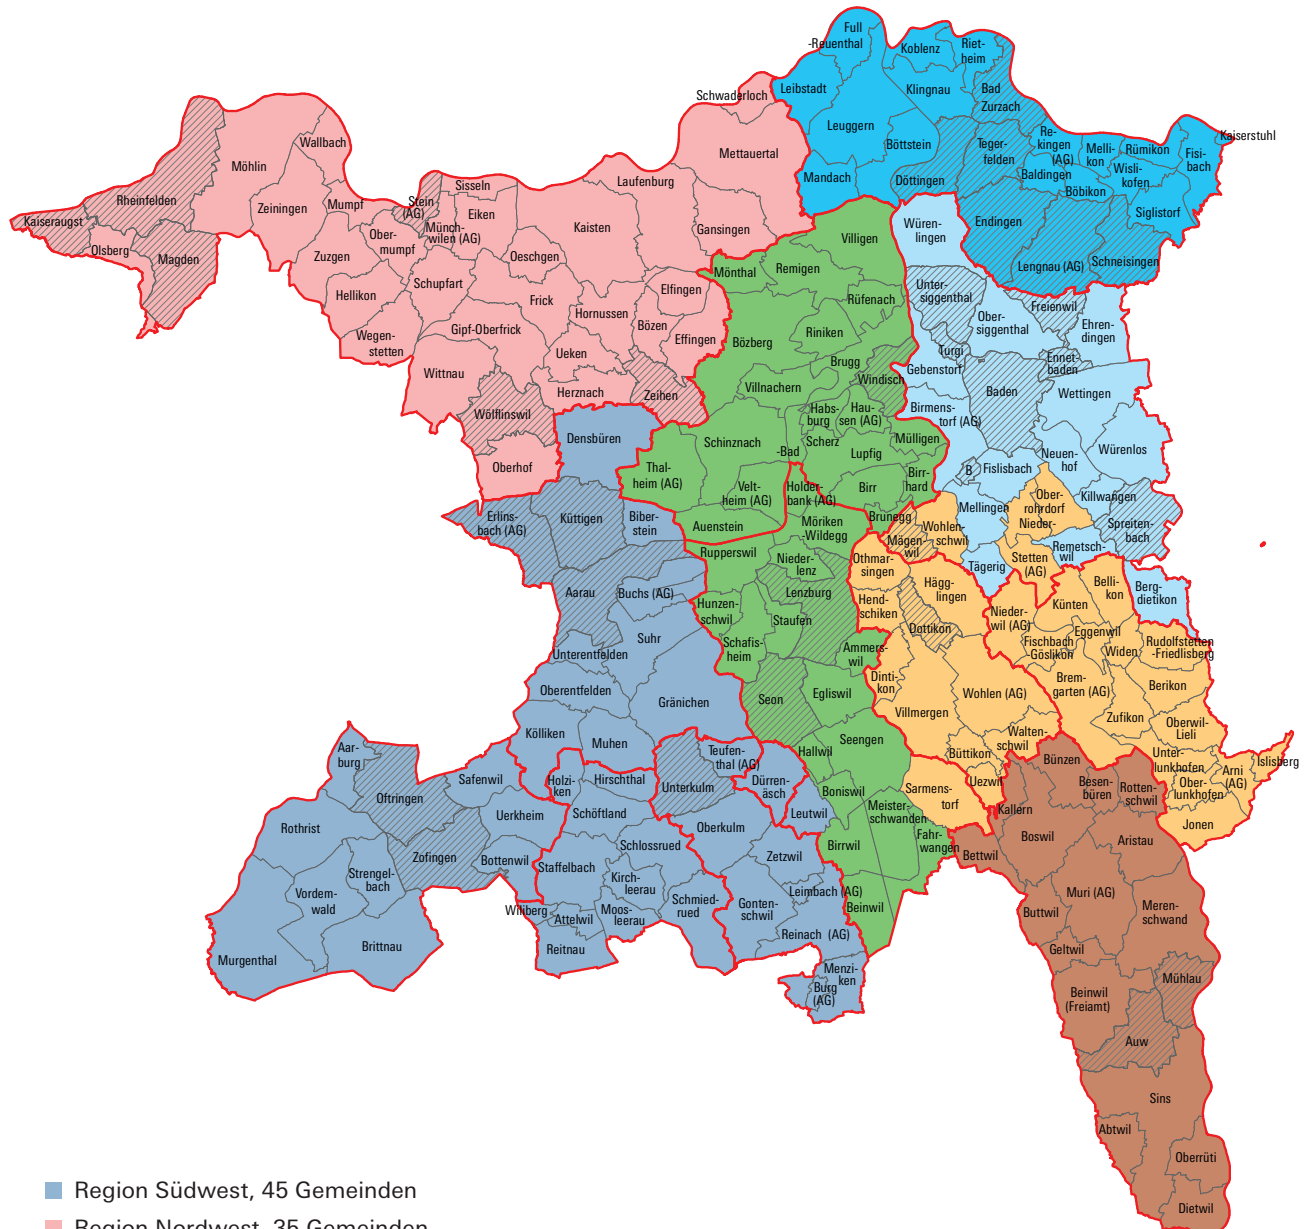 Full
-Reuenthal
Koblenz
Riet-
heim
Leibstadt
Klingnau
Bad
Zurzach
Schwaderloch
Leuggern
Böttstein
Teger-
felden
Re-
kingen
(AG)
Melli-
kon
Rümikon
Fisi-
bach
Kaiserstuhl
Wallbach
Mettauertal
Mandach
Döttingen
Baldingen
Böbikon
Wisli-
kofen
Siglistorf
Möhlin
Sisseln
Laufenburg
Rheinfelden
Kaiseraugst
Olsberg
Magden
Zeiningen
Mumpf
Stein
(AG)
Münch-
wilen (AG)
Eiken
Kaisten
Gansingen
Villigen
Würen-
lingen
Endingen
Lengnau (AG)
Schneisingen
Zuzgen
Ober-
mumpf
Oeschgen
Schupfart
Hellikon
Frick
Hornussen
Elfingen
Bözen
Effingen
Mönthal
Remigen
Rüfenach
Unter-
siggenthal
Ober-
siggenthal
Freienwil
Ehren-
dingen
Wegen-
stetten
Gipf-Oberfrick
Ueken
Wittnau
Herznach
Zeihen
Bözberg
Riniken
Brugg
Villnachern
Windisch
Turgi
Gebenstorf
Ennet-
baden
Baden
Wettingen
Wölflinswil
Oberhof
Densbüren
Schinznach
-Bad
Habs-
burg
Hau-
sen (AG)
Scherz
Lupfig
Mülligen
Birmens-
torf (AG)
Neuen-
hof
Würenlos
Thal-
heim (AG)
Velt-
heim (AG)
Holder-
bank (AG)
Birr
Birr-
hard
B
Fislisbach
Killwangen
Spreiten-
bach
Erlins-
bach (AG)
Küttigen
Biber-
stein
Auenstein
Möriken
-Wildegg
Brunegg
Mägen-
wil
Wohlen-
schwil
Mellingen
Ober-
rohrdorf
Nieder-
Remetsch-
wil
Stetten
(AG)
Tägerig
Rupperswil
Nieder-
lenz
Lenzburg
Othmar-
singen
Hägg-
lingen
Belli-
kon
Berg-
dietikon
Aarau
Buchs (AG)
Hunzen-
schwil
Staufen
Hend-
schiken
Dottikon
Nieder-
wil (AG)
Künten
Eggenwil
Fischbach
Göslikon
Widen
Rudolfstetten
-Friedlisberg
Suhr
Schafis-
heim
Ammers-
wil
Unterentfelden
Oberentfelden
Gränichen
Seon
Egliswil
Dinti-
kon
Villmergen
Wohlen (AG)
Brem-
garten (AG)
Berikon
Zufikon
Oberwil-
Lieli
Kölliken
Muhen
Teufen-
thal (AG)
Hallwil
Seengen
Walten-
schwil
Büttikon
Uezwil
Sarmens-
torf
Bünzen
Besen-
büren
Rotten-
schwil
Unter-
lunkhofen
Ober-
lunkhofen
Arni
(AG)
Islisberg
Jonen
Aar-
burg
Oftringen
Safenwil
Holzi-
ken
Hirschthal
Unterkulm
Dürren-
äsch
Boniswil
Meister-
schwanden
Kallern
Boswil
Aristau
Rothrist
Uerkheim
Schöftland
Oberkulm
Leutwil
Birrwil
Fahr-
wangen
Bettwil
Zofingen
Bottenwil
Staffelbach
Schlossrued
Zetzwil
Strengel-
bach
Vordem-
wald
Kirch-
leerau
Schmied-
rued
Gonten-
schwil
Leimbach (AG)
Beinwil
Muri (AG)
Buttwil
Meren-
schwand
Wiliberg
Attelwil
Moos-
leerau
Reitnau
Reinach (AG)
Geltwil
Brittnau
Murgenthal
Menzi-
ken
Burg
(AG)
Beinwil
(Freiamt)
Mühlau
Auw
Sins
Abtwil
Oberrüti
Dietwil
Region Südwest, 45 Gemeinden
Region Nordwest, 35 Gemeinden